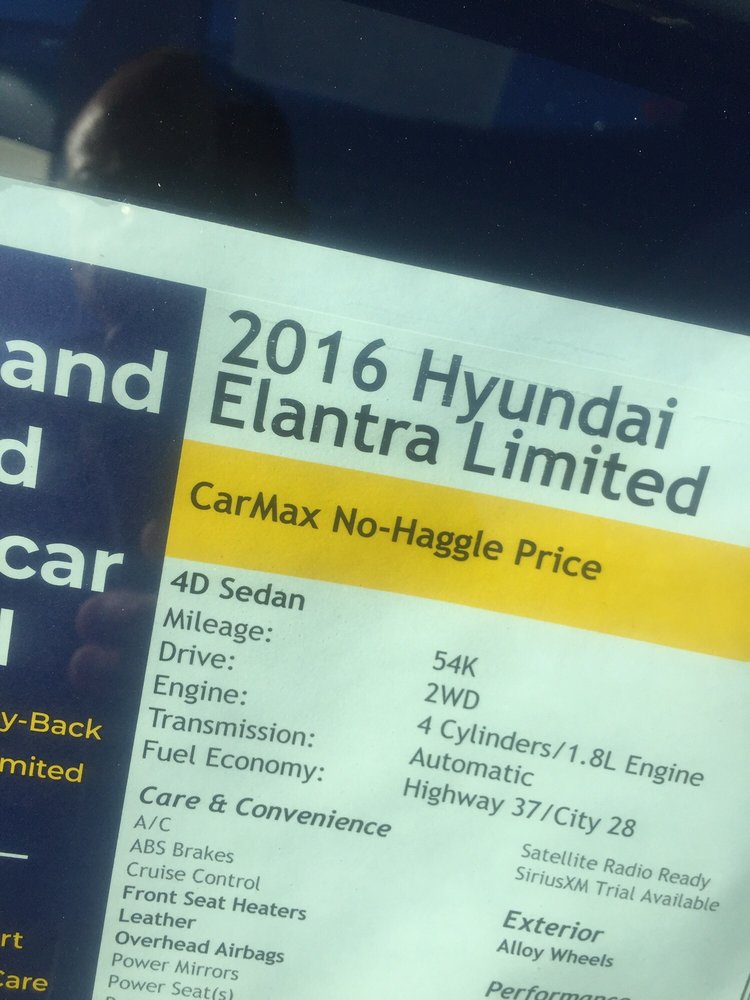 and
d
car
y-Back
mited
rt
Care
2016 Hyundai
Elantra Limited
CarMax No-Haggle Price
4D Sedan
Mileage: 54K
Drive: 2WD
Engine: 4 Cylinders/1.8L Engine
Transmission: Automatic
Fuel Economy: Highway 37/City 28
Care & Convenience
A/C
ABS Brakes
Cruise Control
Front Seat Heaters
Leather
Overhead Airbags
Power Mirrors
Power Seat(s)
Satellite Radio Ready
SiriusXM Trial Available
Exterior
Alloy Wheels
Performance